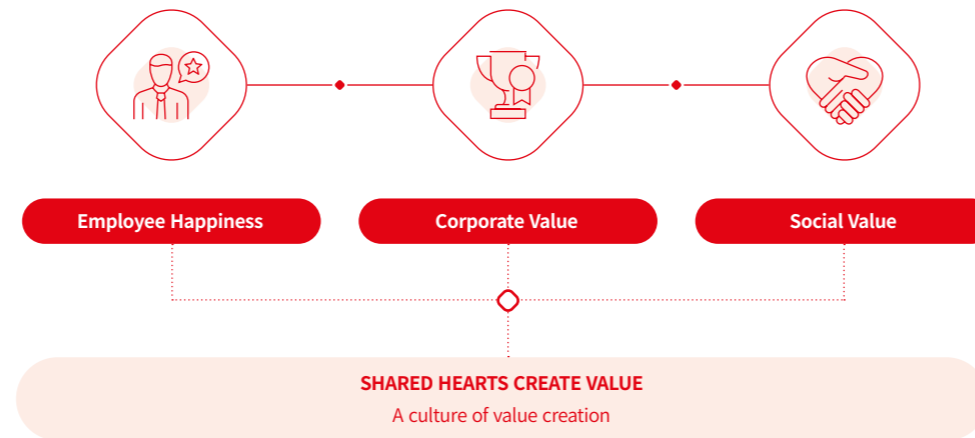 Employee Happiness
Corporate Value
Social Value
SHARED HEARTS CREATE VALUE
A culture of value creation